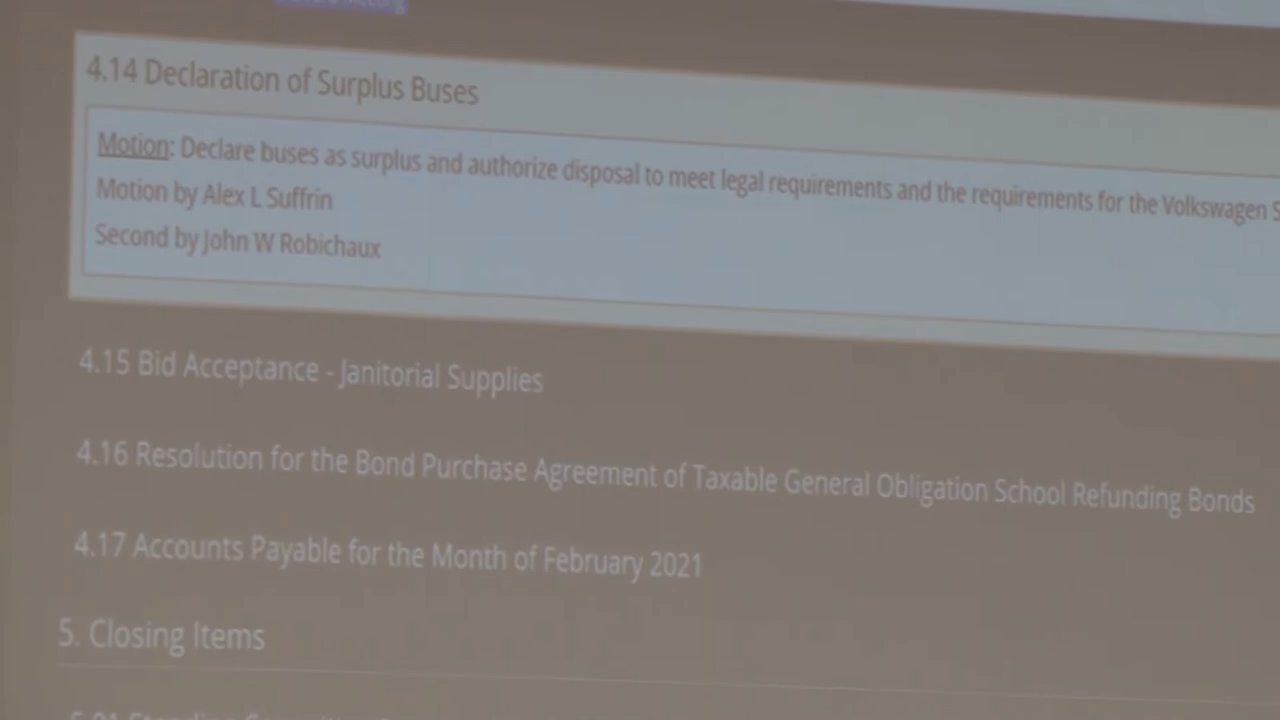 Meeting
4.14 Declaration of Surplus Buses
Motion: Declare buses as surplus and authorize disposal to meet legal requirements and the requirements for the Volkswagen
Motion by Alex L Suffrin
Second by John W Robichaux
4.15 Bid Acceptance - Janitorial Supplies
4.16 Resolution for the Bond Purchase Agreement of Taxable General Obligation School Refunding Bonds
4.17 Accounts Payable for the Month of February 2021
5. Closing Items
5.01